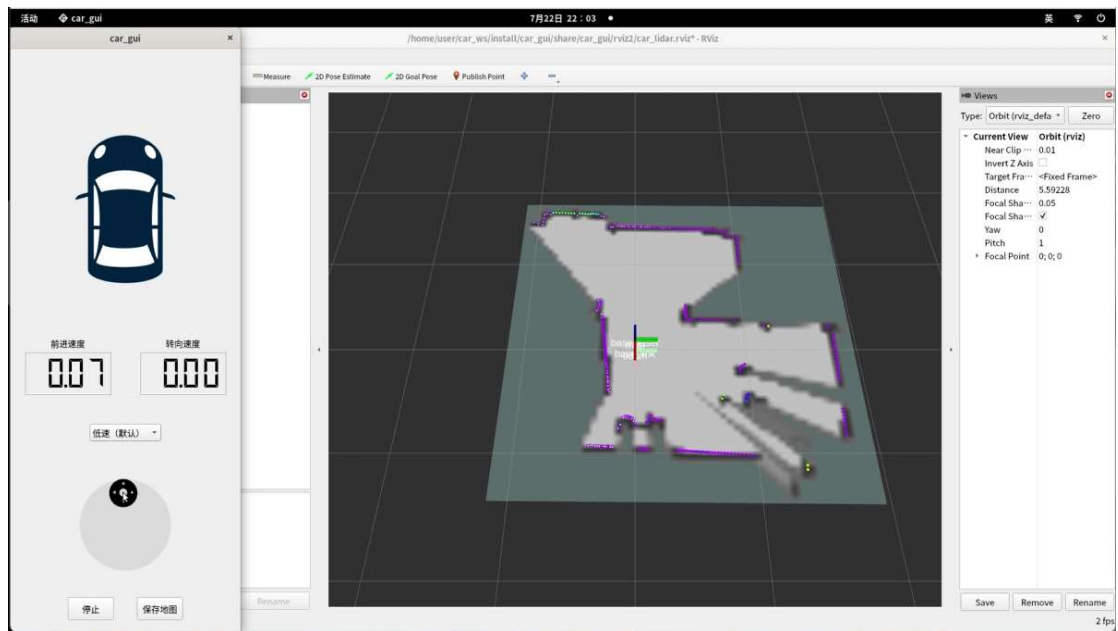 活动 car_gui 7月22日 22：03 英
car_gui ×
/home/user/car_ws/install/car_gui/share/car_gui/rviz2/car_lidar.rviz* - RViz ×
Measure 2D Pose Estimate 2D Goal Pose Publish Point
Views
Type: Orbit (rviz_defa Zero
Current View Orbit (rviz)
Near Clip ··· 0.01
Invert Z Axis
Target Fra··· <Fixed Frame>
Distance 5.59228
Focal Sha··· 0.05
Focal Sha··· ✓
Yaw 0
Pitch 1
Focal Point 0; 0; 0
前进速度 转向速度
0.07 0.00
低速（默认）
停止 保存地图
Rename
Save Remove Rename
2 fps